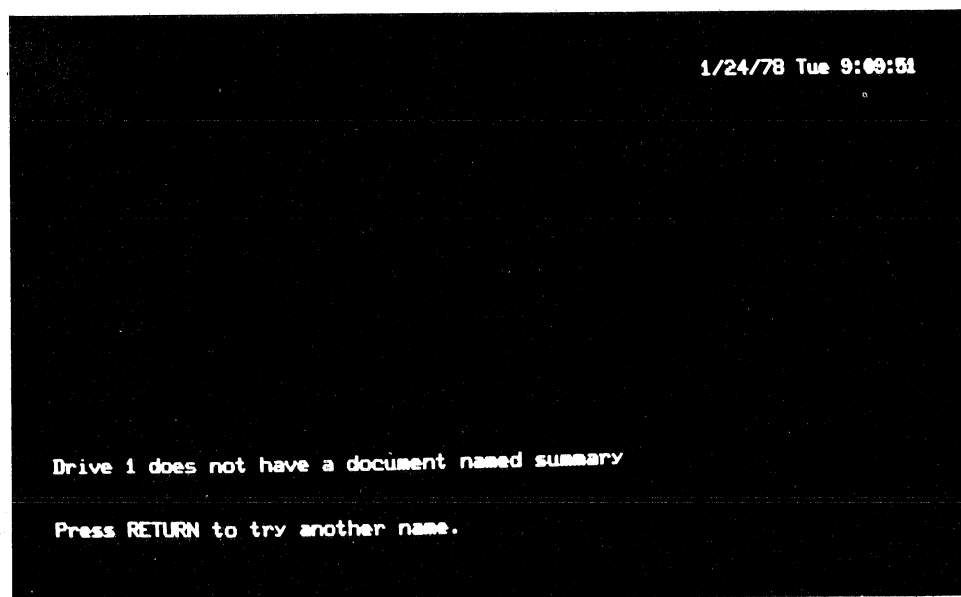 1/24/78 Tue 9:09:51
Drive 1 does not have a document named summary
Press RETURN to try another name.